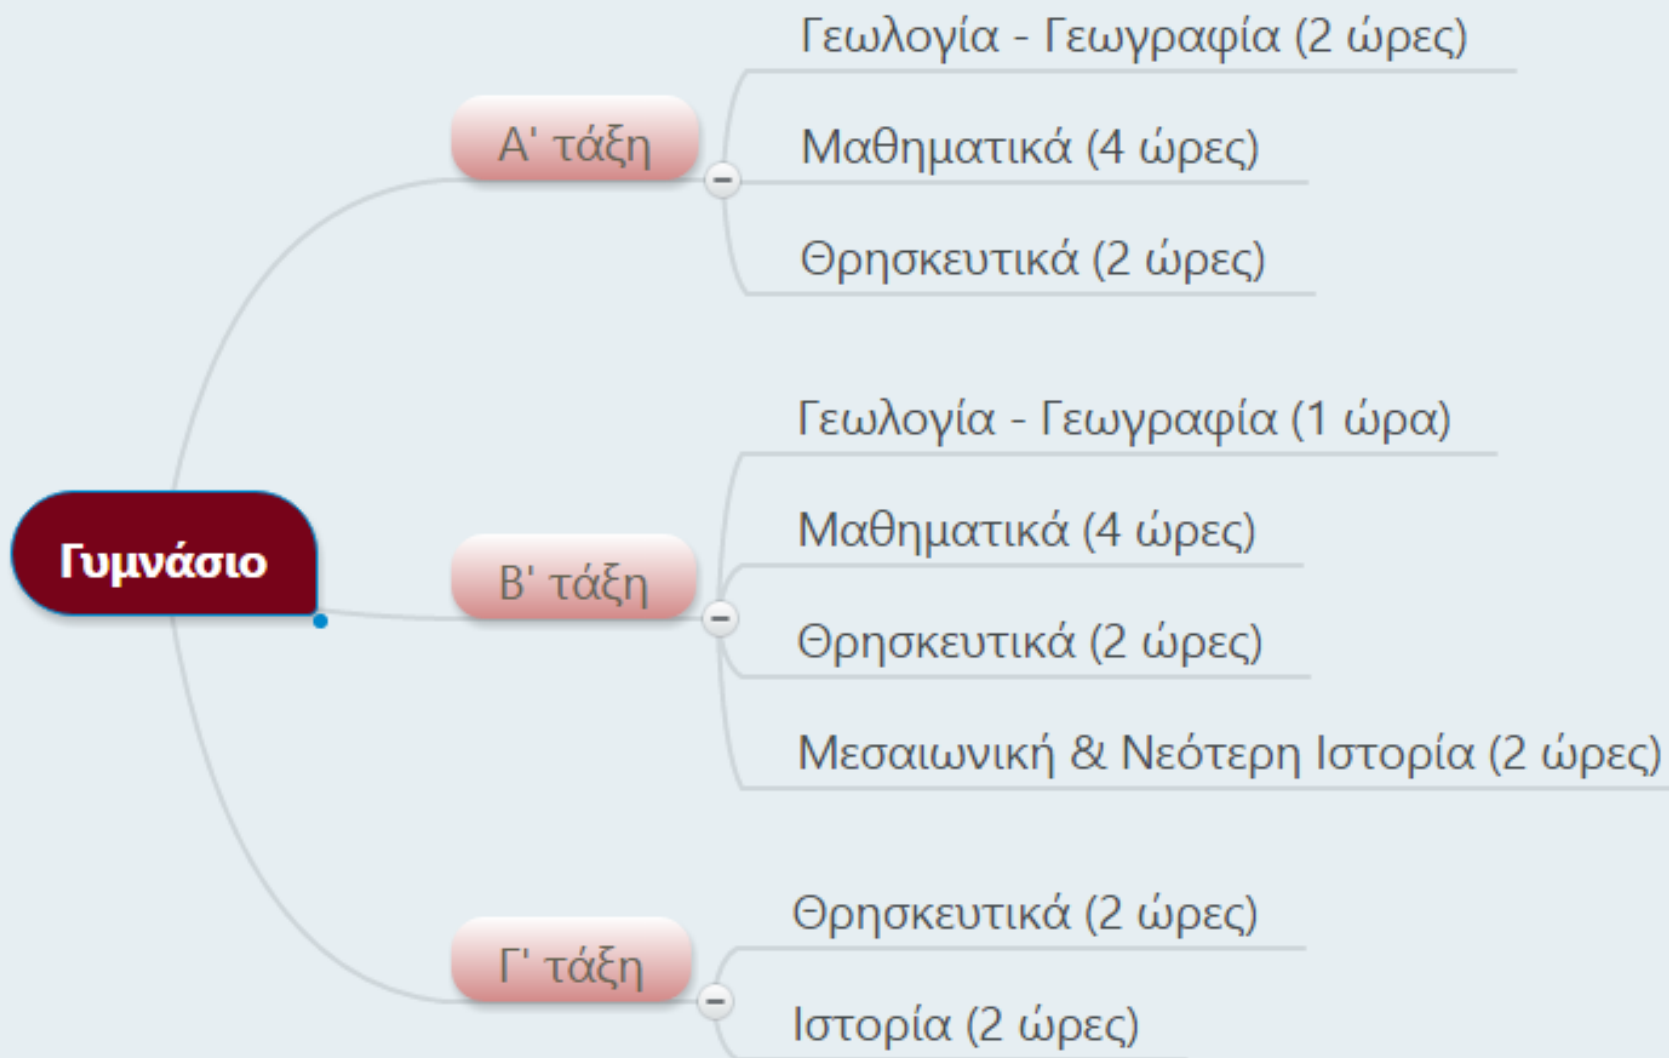 Γεωλογία - Γεωγραφία (2 ώρες)
Α' τάξη
Μαθηματικά (4 ώρες)
Θρησκευτικά (2 ώρες)
Γεωλογία - Γεωγραφία (1 ώρα)
Μαθηματικά (4 ώρες)
Γυμνάσιο
Β' τάξη
Θρησκευτικά (2 ώρες)
Μεσαιωνική & Νεότερη Ιστορία (2 ώρες)
Θρησκευτικά (2 ώρες)
Γ' τάξη
Ιστορία (2 ώρες)